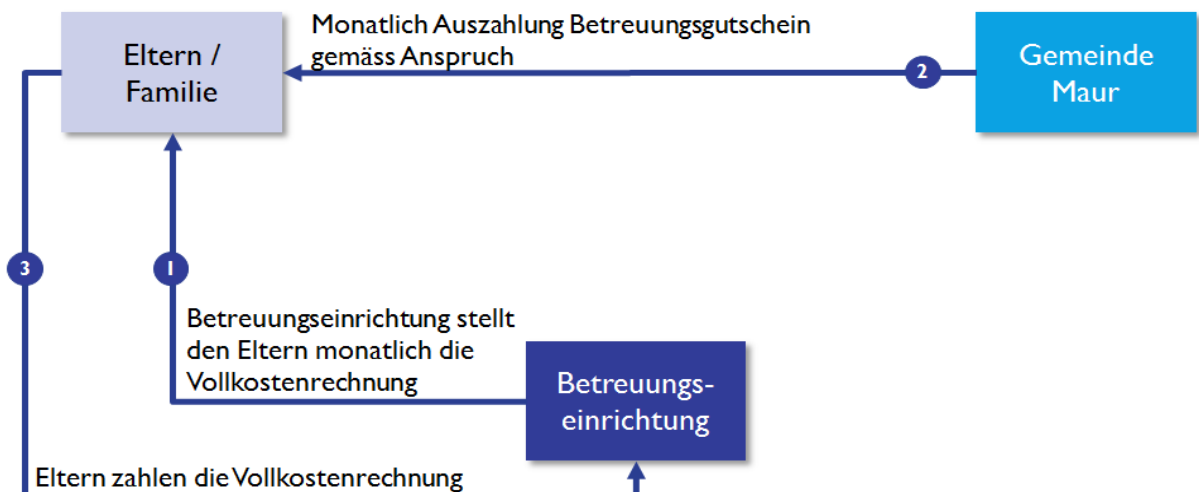 Monatlich Auszahlung Betreuungsgutschein
gemäss Anspruch
Eltern /
Familie
2
Gemeinde
Maur
3
1
Betreuungseinrichtung stellt
den Eltern monatlich die
Vollkostenrechnung
Betreuungs-
einrichtung
Eltern zahlen die Vollkostenrechnung